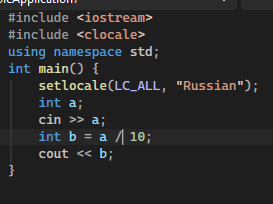 #include <iostream>
#include <clocale>
using namespace std;
int main() {
    setlocale(LC_ALL, "Russian");
    int a;
    cin >> a;
    int b = a / 10;
    cout << b;
}